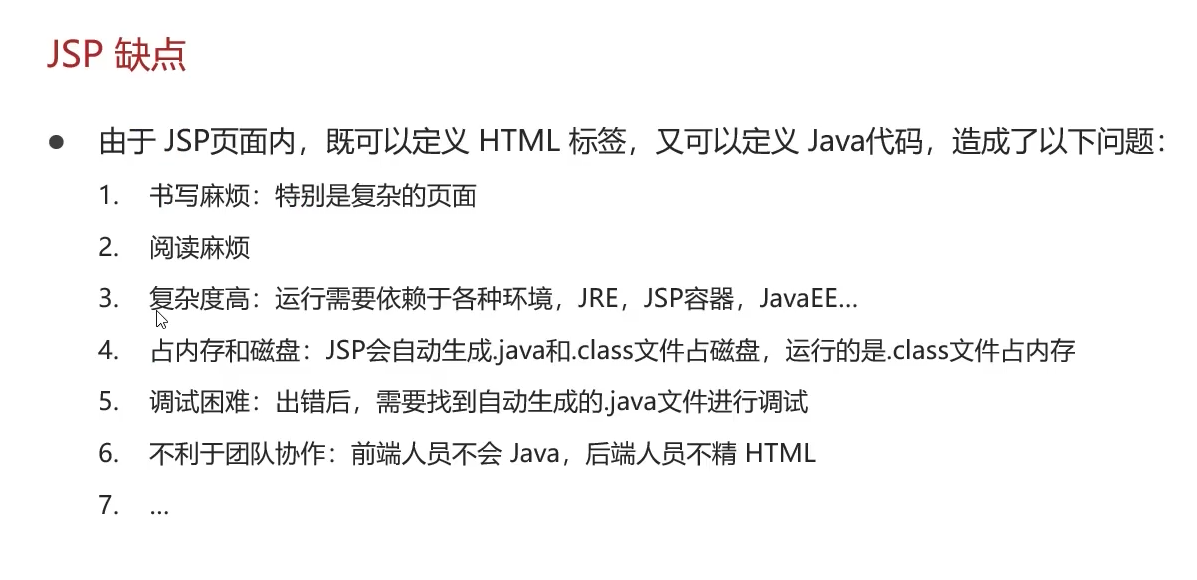 JSP 缺点
● 由于 JSP页面内，既可以定义 HTML 标签，又可以定义 Java代码，造成了以下问题：
1. 书写麻烦：特别是复杂的页面
2. 阅读麻烦
3. 复杂度高：运行需要依赖于各种环境，JRE，JSP容器，JavaEE…
4. 占内存和磁盘：JSP会自动生成.java和.class文件占磁盘，运行的是.class文件占内存
5. 调试困难：出错后，需要找到自动生成的.java文件进行调试
6. 不利于团队协作：前端人员不会 Java，后端人员不精 HTML
7. …